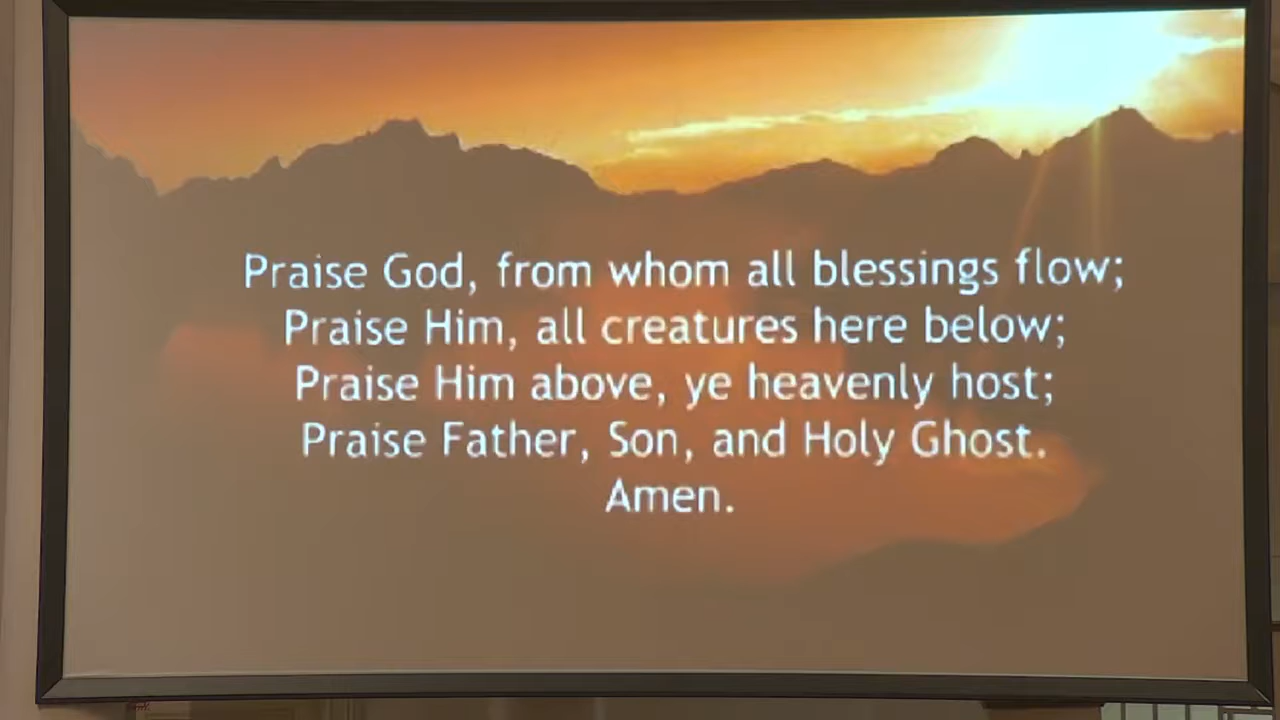 Praise God, from whom all blessings flow;
Praise Him, all creatures here below;
Praise Him above, ye heavenly host;
Praise Father, Son, and Holy Ghost.
Amen.